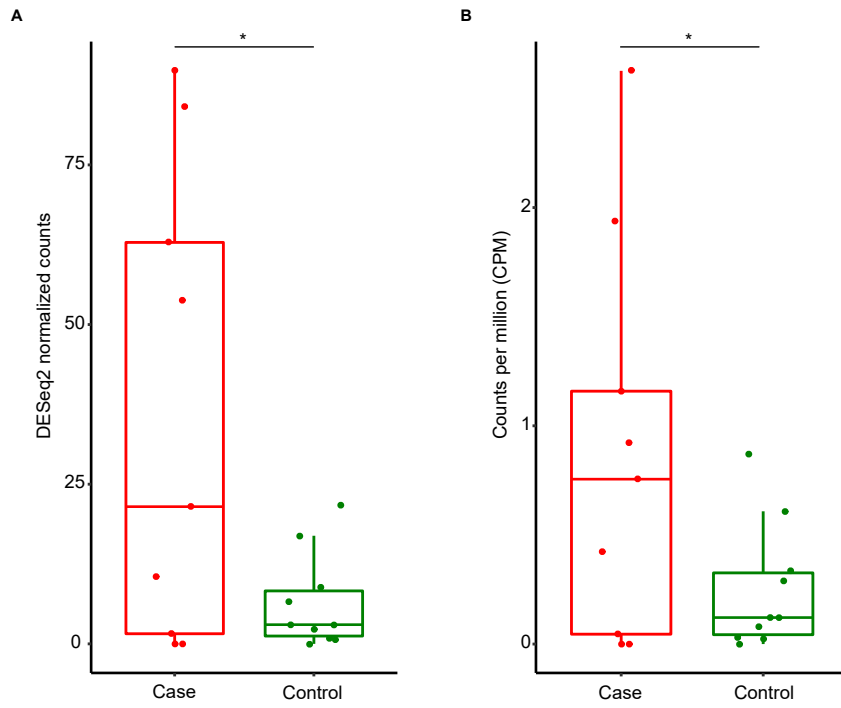 A
*
DESeq2 normalized counts
75
50
25
0
Case
Control
B
*
Counts per million (CPM)
2
1
0
Case
Control